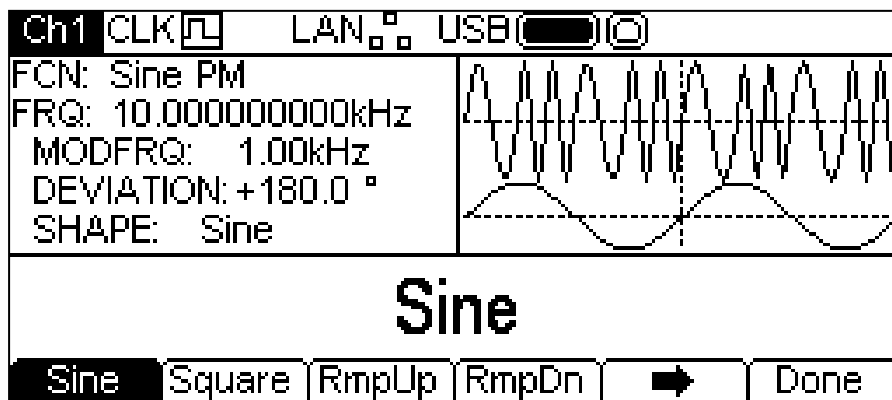 Ch1 CLK LAN USB
FCN: Sine PM
FRQ: 10.000000000kHz
MODFRQ: 1.00kHz
DEVIATION: +180.0 °
SHAPE: Sine
Sine
Sine Square RmpUp RmpDn Done